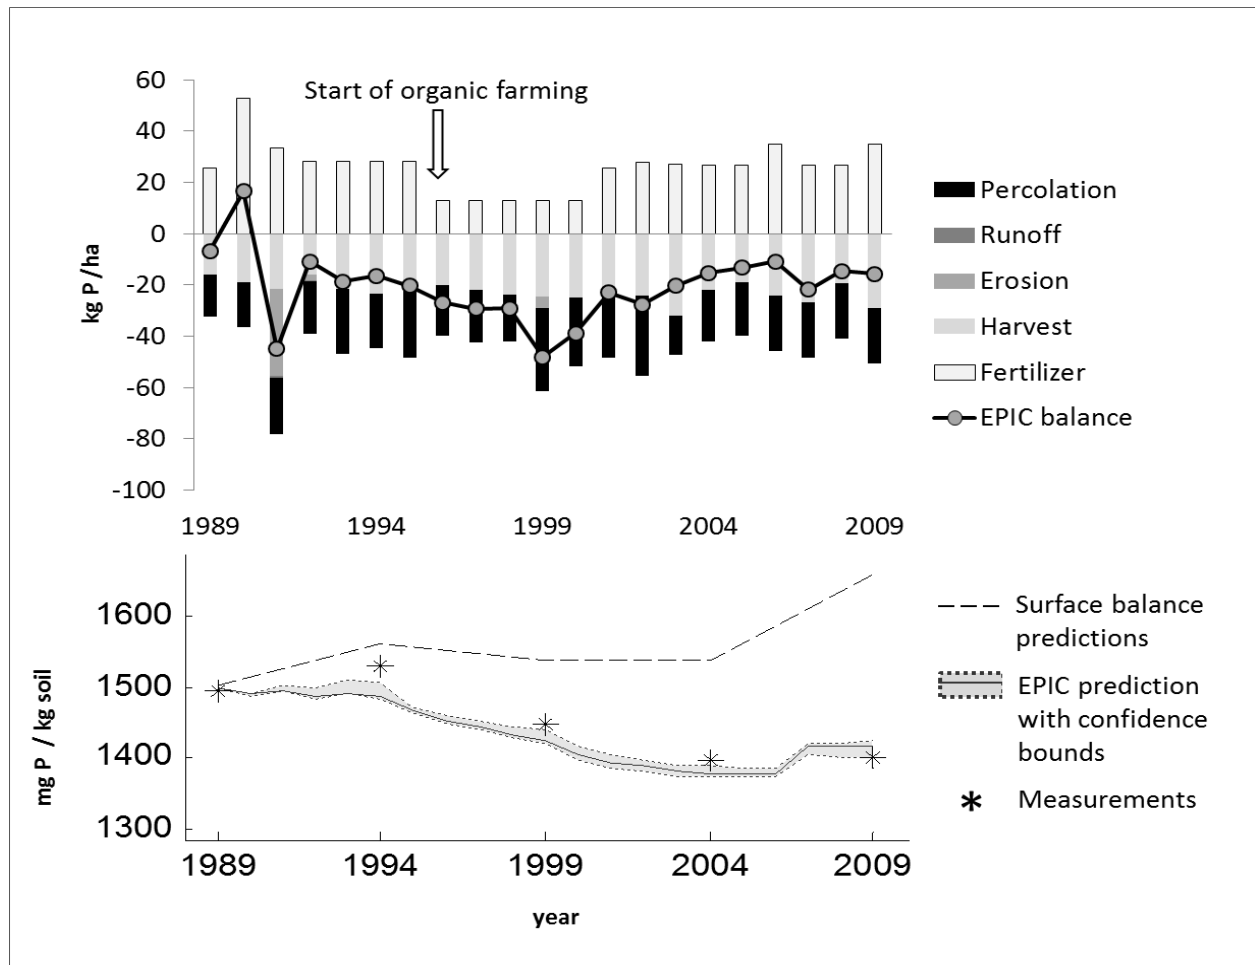 60
40
20
0
-20
-40
-60
-80
-100
kg P /ha
Start of organic farming
1989
1994
1999
2004
2009
Percolation
Runoff
Erosion
Harvest
Fertilizer
EPIC balance
1600
1500
1400
1300
mg P / kg soil
1989
1994
1999
2004
2009
year
Surface balance
predictions
EPIC prediction
with confidence
bounds
Measurements